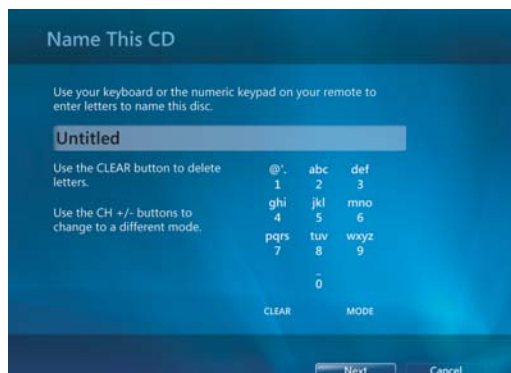 Name This CD
Use your keyboard or the numeric keypad on your remote to
enter letters to name this disc.
Untitled
Use the CLEAR button to delete
letters.
Use the CH +/- buttons to
change to a different mode.
@'. abc def
1 2 3
ghi jkl mno
4 5 6
pqrs tuv wxyz
7 8 9
_
0
CLEAR MODE
Next Cancel